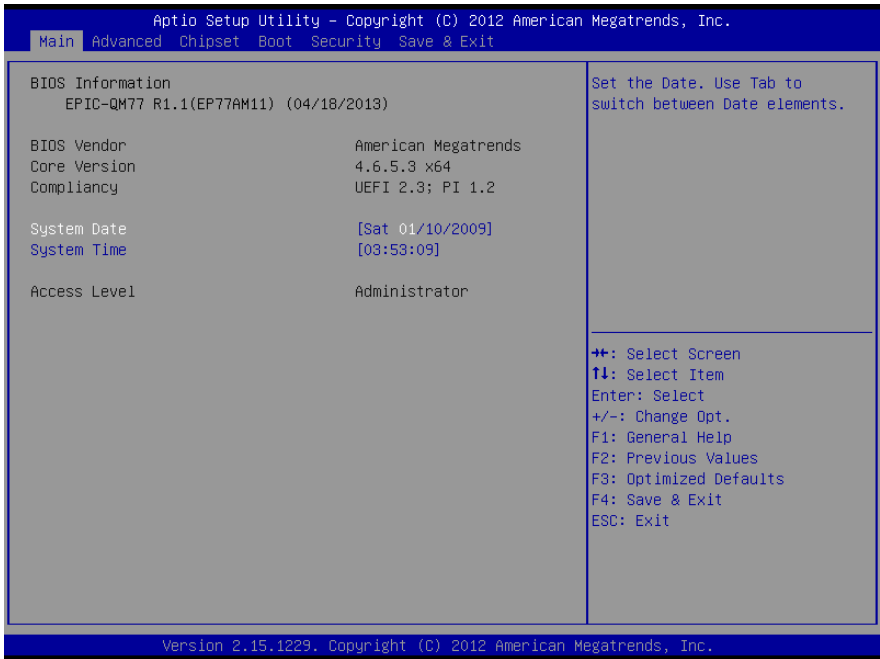 Aptio Setup Utility – Copyright (C) 2012 American Megatrends, Inc.
Main Advanced Chipset Boot Security Save & Exit
BIOS Information
EPIC-QM77 R1.1(EP77AM11) (04/18/2013)
BIOS Vendor American Megatrends
Core Version 4.6.5.3 x64
Compliancy UEFI 2.3; PI 1.2
System Date [Sat 01/10/2009]
System Time [03:53:09]
Access Level Administrator
Set the Date. Use Tab to
switch between Date elements.
→←: Select Screen
↑↓: Select Item
Enter: Select
+/-: Change Opt.
F1: General Help
F2: Previous Values
F3: Optimized Defaults
F4: Save & Exit
ESC: Exit
Version 2.15.1229. Copyright (C) 2012 American Megatrends, Inc.